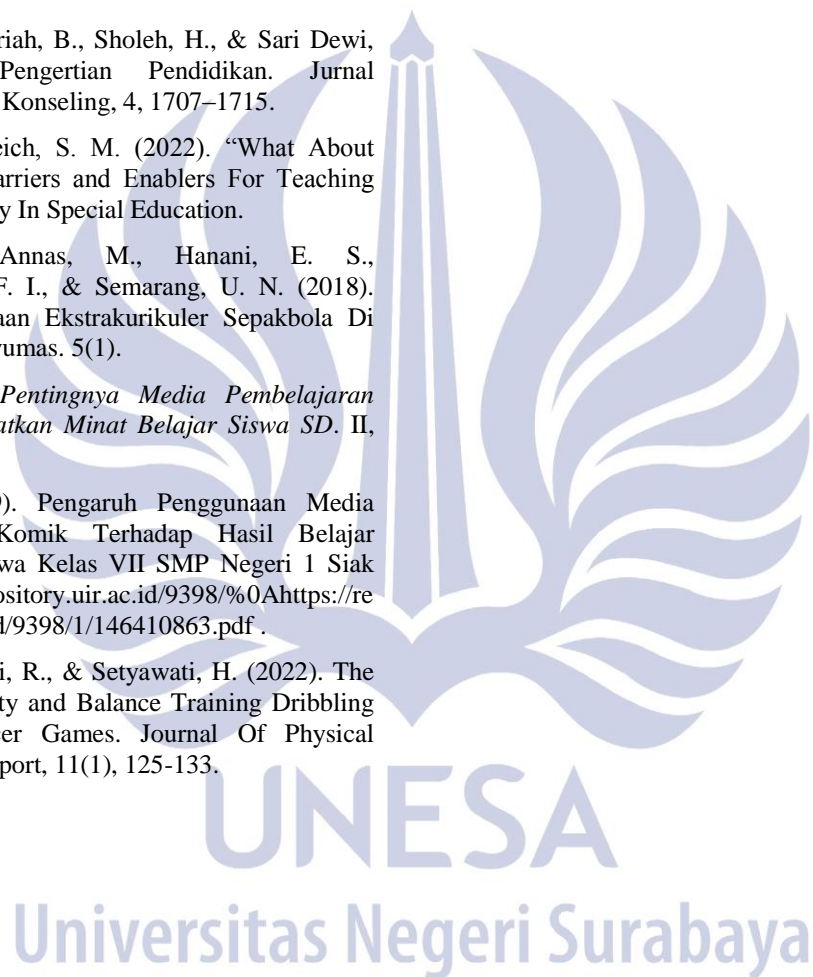 riah, B., Sholeh, H., & Sari Dewi,
Pengertian Pendidikan. Jurnal
Konseling, 4, 1707–1715.
eich, S. M. (2022). “What About
arriers and Enablers For Teaching
y In Special Education.
Annas, M., Hanani, E. S.,
F. I., & Semarang, U. N. (2018).
aan Ekstrakurikuler Sepakbola Di
yumas. 5(1).
Pentingnya Media Pembelajaran
atkan Minat Belajar Siswa SD. II,
9). Pengaruh Penggunaan Media
Komik Terhadap Hasil Belajar
wa Kelas VII SMP Negeri 1 Siak
ository.uir.ac.id/9398/%0Ahttps://re
d/9398/1/146410863.pdf .
i, R., & Setyawati, H. (2022). The
ty and Balance Training Dribbling
cer Games. Journal Of Physical
port, 11(1), 125-133.
UNESA
Universitas Negeri Surabaya